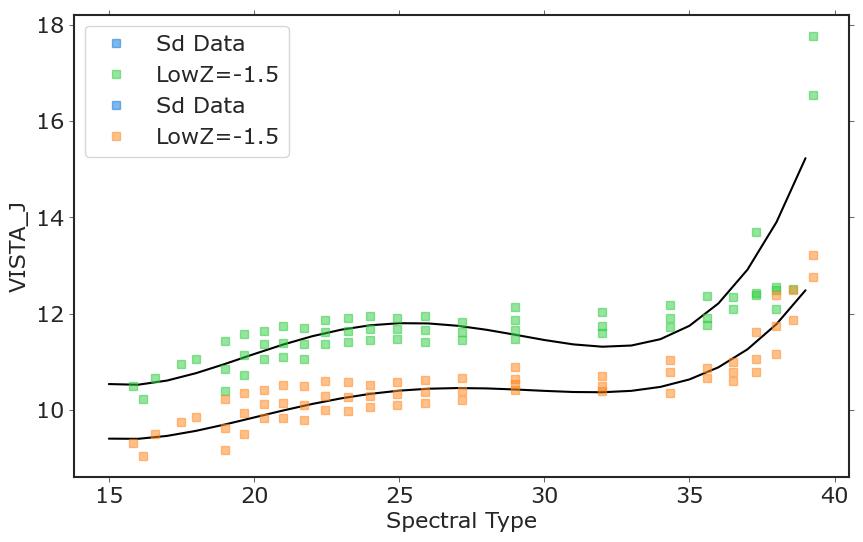 18
16
14
12
10
VISTA_J
Sd Data
LowZ=-1.5
Sd Data
LowZ=-1.5
15 20 25 30 35 40
Spectral Type